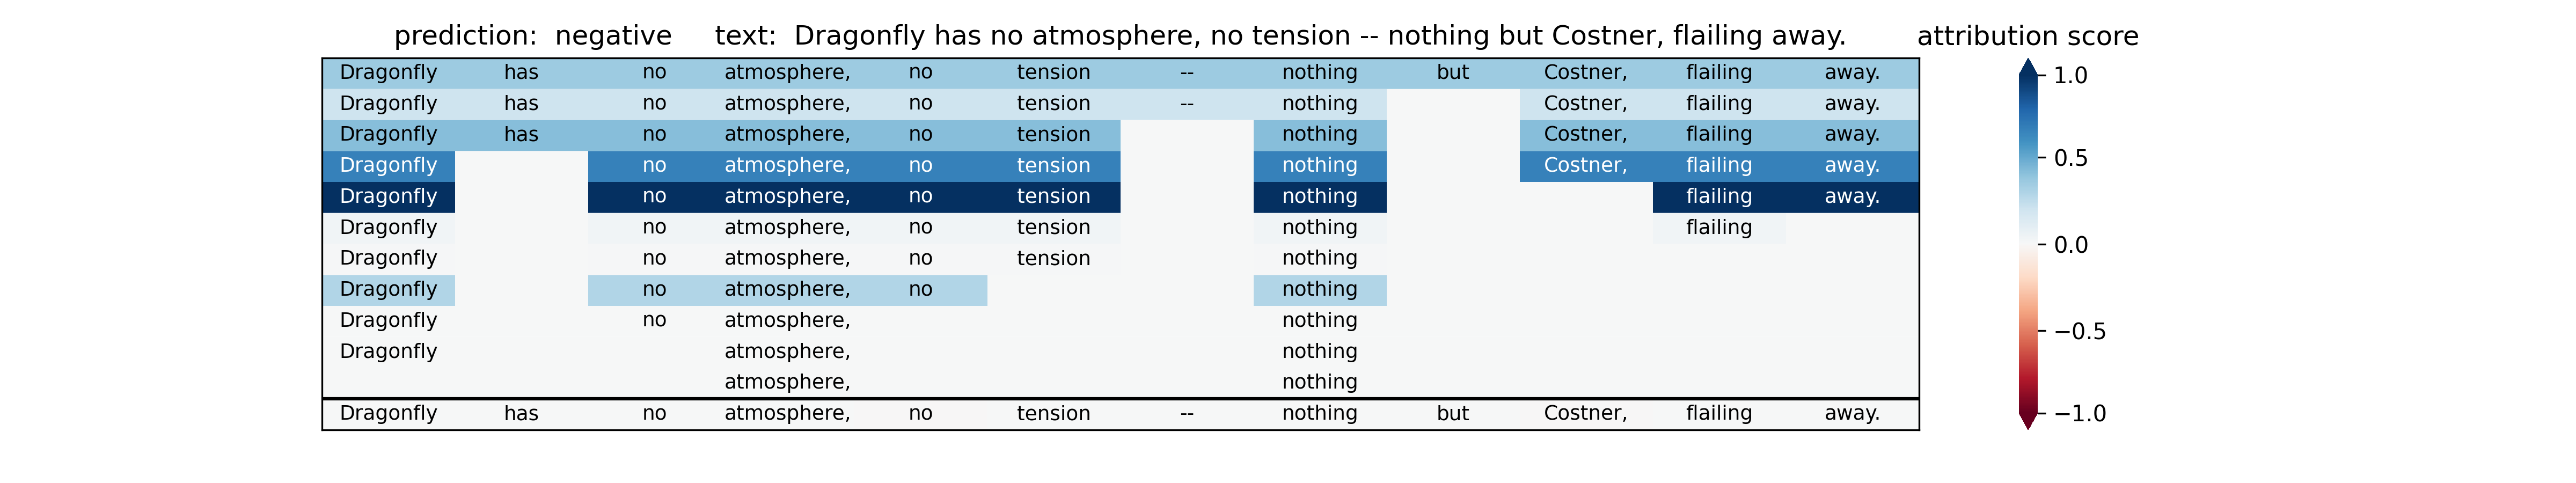 prediction: negative text: Dragonfly has no atmosphere, no tension -- nothing but Costner, flailing away. attribution score
Dragonfly has no atmosphere, no tension -- nothing but Costner, flailing away.
Dragonfly has no atmosphere, no tension -- nothing Costner, flailing away.
Dragonfly has no atmosphere, no tension nothing Costner, flailing away.
Dragonfly no atmosphere, no tension nothing Costner, flailing away.
Dragonfly no atmosphere, no tension nothing flailing away.
Dragonfly no atmosphere, no tension nothing flailing
Dragonfly no atmosphere, no tension nothing
Dragonfly no atmosphere, no nothing
Dragonfly no atmosphere, nothing
Dragonfly atmosphere, nothing
atmosphere, nothing
Dragonfly has no atmosphere, no tension -- nothing but Costner, flailing away.
1.0
0.5
0.0
−0.5
−1.0